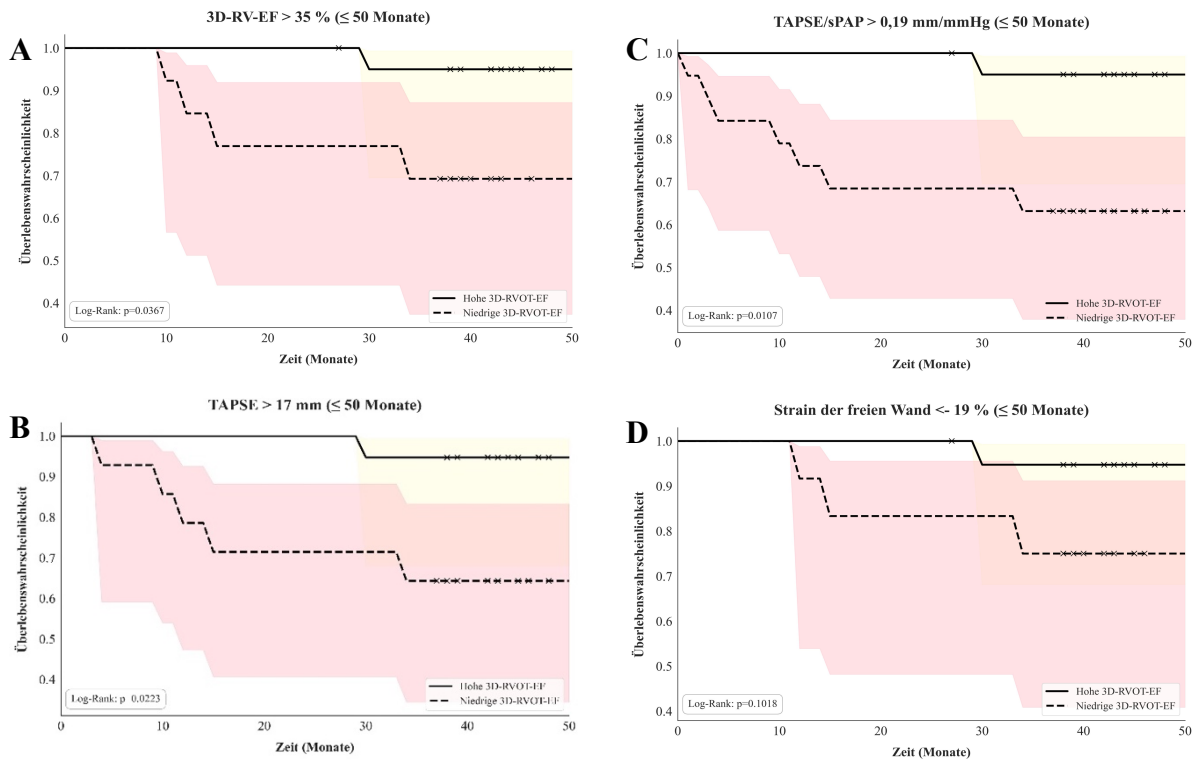 A
3D-RV-EF > 35 % (≤ 50 Monate)
Überlebenswahrscheinlichkeit
1.0
0.9
0.8
0.7
0.6
0.5
0.4
Log-Rank: p=0.0367
Hohe 3D-RVOT-EF
Niedrige 3D-RVOT-EF
0 10 20 30 40 50
Zeit (Monate)
C
TAPSE/sPAP > 0,19 mm/mmHg (≤ 50 Monate)
Überlebenswahrscheinlichkeit
1.0
0.9
0.8
0.7
0.6
0.5
0.4
Log-Rank: p=0.0107
Hohe 3D-RVOT-EF
Niedrige 3D-RVOT-EF
0 10 20 30 40 50
Zeit (Monate)
B
TAPSE > 17 mm (≤ 50 Monate)
Überlebenswahrscheinlichkeit
1.0
0.9
0.8
0.7
0.6
0.5
0.4
Log-Rank: p 0.0223
Hohe 3D-RVOT-EF
Niedrige 3D-RVOT-EF
0 10 20 30 40 50
Zeit (Monate)
D
Strain der freien Wand <- 19 % (≤ 50 Monate)
Überlebenswahrscheinlichkeit
1.0
0.9
0.8
0.7
0.6
0.5
0.4
Log-Rank: p=0.1018
Hohe 3D-RVOT-EF
Niedrige 3D-RVOT-EF
0 10 20 30 40 50
Zeit (Monate)